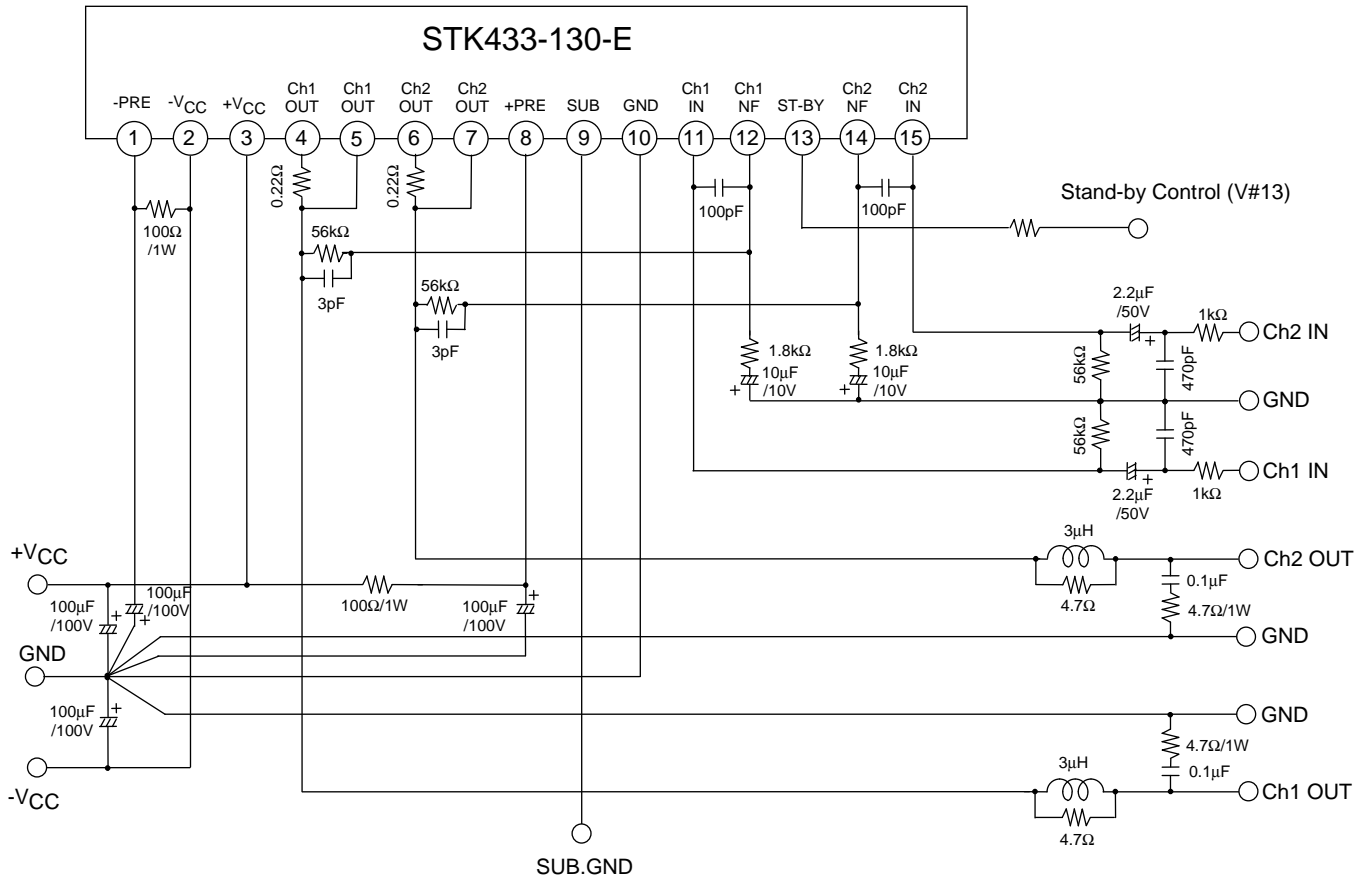 STK433-130-E
-PRE
-VCC
+VCC
Ch1
OUT
Ch1
OUT
Ch2
OUT
Ch2
OUT
+PRE
SUB
GND
Ch1
IN
Ch1
NF
ST-BY
Ch2
NF
Ch2
IN
1
2
3
4
5
6
7
8
9
10
11
12
13
14
15
0.22Ω
0.22Ω
100pF
100pF
Stand-by Control (V#13)
100Ω
/1W
56kΩ
3pF
56kΩ
3pF
1.8kΩ
10µF
/10V
+
1.8kΩ
10µF
/10V
+
2.2µF
/50V
+
1kΩ
Ch2 IN
56kΩ
470pF
GND
56kΩ
470pF
Ch1 IN
+
2.2µF
/50V
1kΩ
+VCC
100µF
/100V
+
100µF
/100V
+
100Ω/1W
100µF
/100V
+
3µH
4.7Ω
Ch2 OUT
0.1µF
4.7Ω/1W
GND
GND
100µF
/100V
+
GND
4.7Ω/1W
0.1µF
-VCC
3µH
4.7Ω
Ch1 OUT
SUB.GND